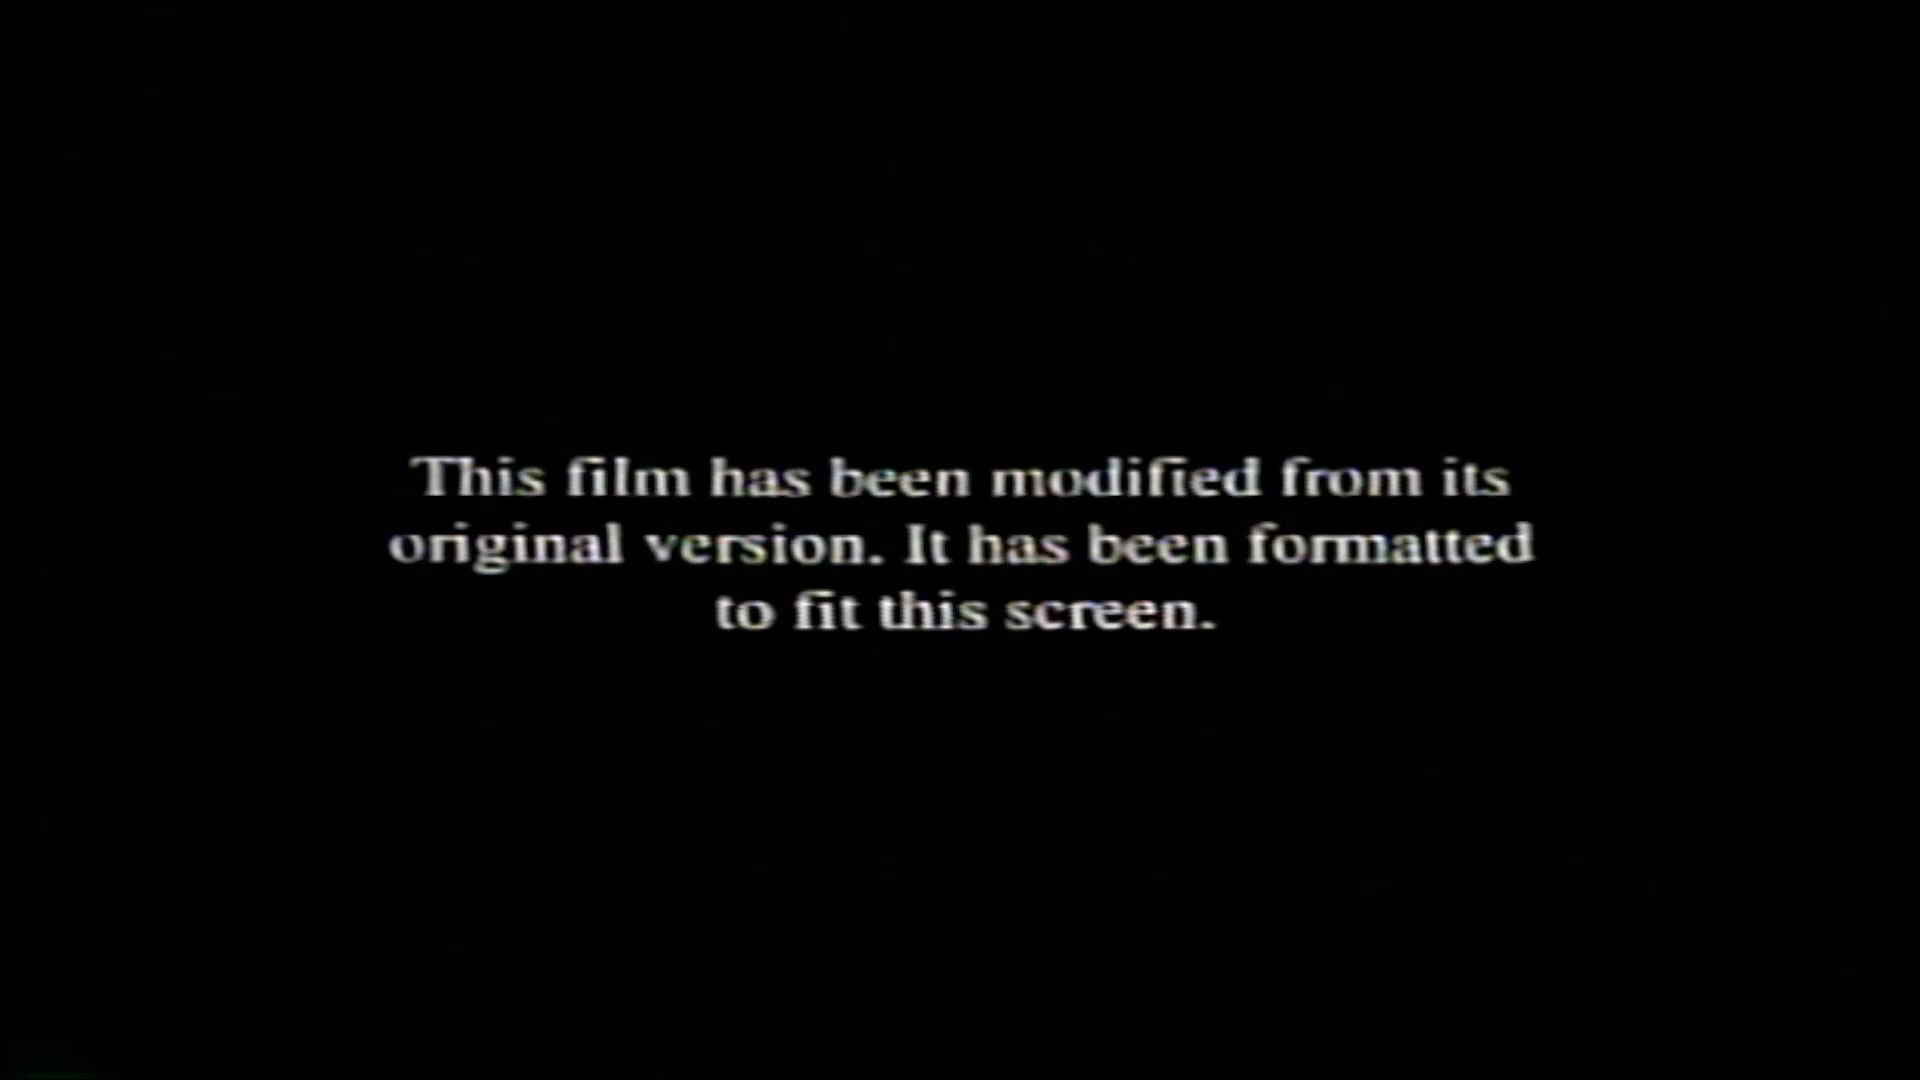 This film has been modified from its
original version. It has been formatted
to fit this screen.